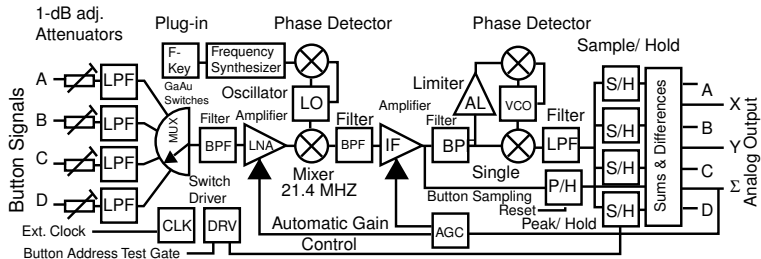 1-dB adj.
Attenuators
Plug-in
Phase Detector
Phase Detector
F-
Key
Frequency
Synthesizer
Sample/ Hold
GaAu
Switches
Oscillator
LO
Limiter
AL
VCO
Button Signals
A
LPF
B
LPF
C
LPF
D
LPF
MUX
Filter
BPF
Amplifier
LNA
Mixer
21.4 MHZ
Filter
BPF
Amplifier
IF
Filter
BP
Single
Filter
LPF
S/H
S/H
S/H
S/H
Sums & Differences
A
X
B
Y
C
Σ
D
Analog Output
Switch
Driver
Button Sampling
Reset
P/H
Peak/ Hold
Ext. Clock
CLK
DRV
Automatic Gain
Control
AGC
Button Address Test Gate